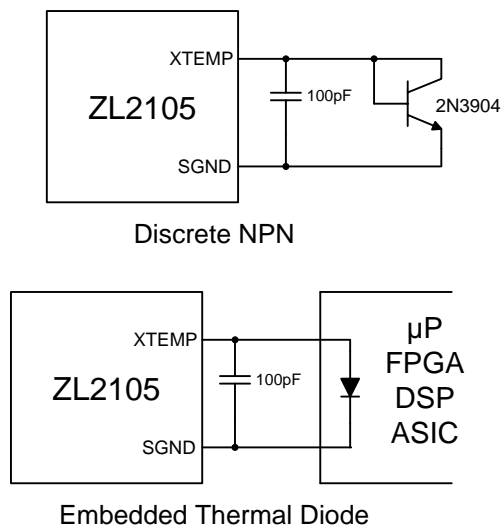 XTEMP
ZL2105
100pF
2N3904
SGND
Discrete NPN
XTEMP
µP
FPGA
ZL2105
100pF
DSP
ASIC
SGND
Embedded Thermal Diode